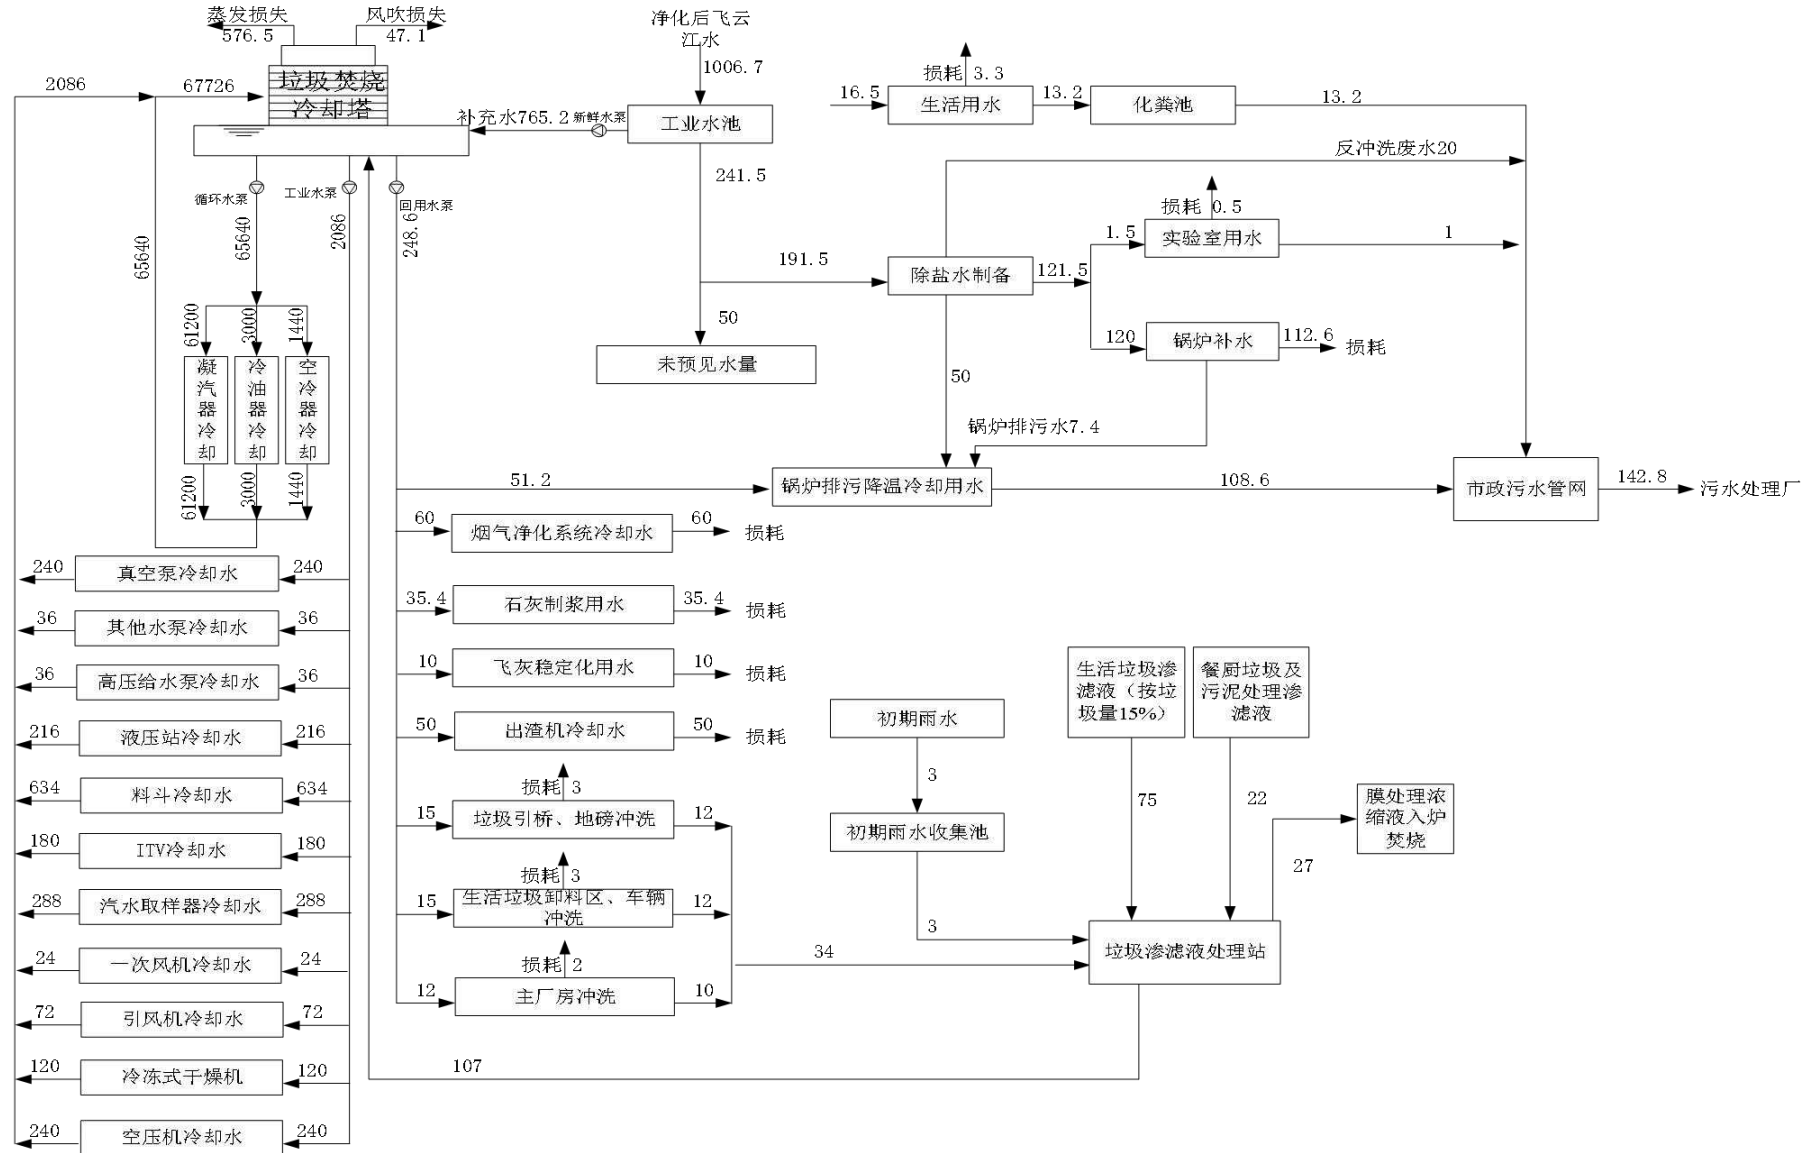 蒸发损失
576.5
风吹损失
47.1
净化后飞云
江水
1006.7
2086
67726
垃圾焚烧
冷却塔
补充水765.2
新鲜水泵
工业水池
241.5
191.5
50
未预见水量
16.5
生活用水
损耗 3.3
13.2
化粪池
13.2
反冲洗废水20
除盐水制备
121.5
1.5
实验室用水
损耗 0.5
1
120
锅炉补水
112.6
损耗
50
锅炉排污水7.4
循环水泵
工业水泵
回用水泵
65640
65640
2086
248.6
61200
3000
1440
凝汽器冷却
冷油器冷却
空冷器冷却
61200
3000
1440
51.2
锅炉排污降温冷却用水
108.6
市政污水管网
142.8
污水处理厂
60
烟气净化系统冷却水
60
损耗
35.4
石灰制浆用水
35.4
损耗
10
飞灰稳定化用水
10
损耗
50
出渣机冷却水
50
损耗
损耗 3
15
垃圾引桥、地磅冲洗
12
损耗 3
15
生活垃圾卸料区、车辆
冲洗
12
损耗 2
12
主厂房冲洗
10
34
240
真空泵冷却水
240
36
其他水泵冷却水
36
36
高压给水泵冷却水
36
216
液压站冷却水
216
634
料斗冷却水
634
180
ITV冷却水
180
288
汽水取样器冷却水
288
24
一次风机冷却水
24
72
引风机冷却水
72
120
冷冻式干燥机
120
240
空压机冷却水
240
初期雨水
3
初期雨水收集池
3
生活垃圾渗
滤液（按垃
圾量15%）
75
餐厨垃圾及
污泥处理渗
滤液
22
膜处理浓
缩液入炉
焚烧
27
垃圾渗滤液处理站
107